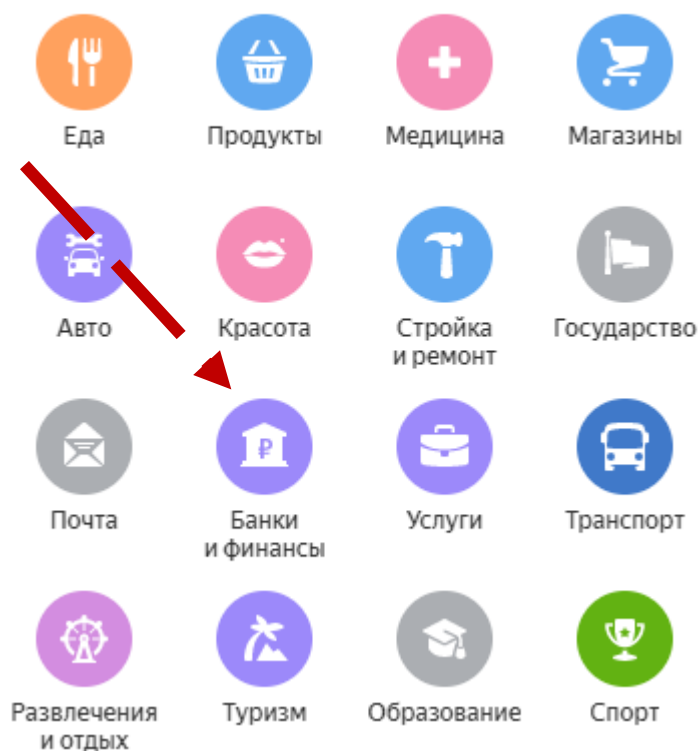 Еда
Продукты
Медицина
Магазины
Авто
Красота
Стройка
и ремонт
Государство
Почта
Банки
и финансы
Услуги
Транспорт
Развлечения
и отдых
Туризм
Образование
Спорт